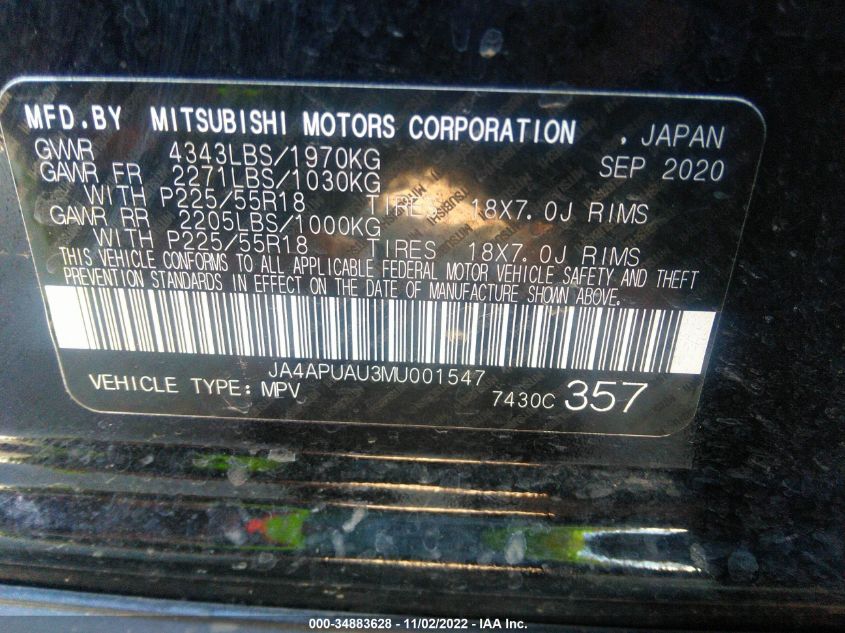 MFD.BY MITSUBISHI MOTORS CORPORATION . JAPAN
GVWR 4343LBS/1970KG SEP 2020
GAWR FR 2271LBS/1030KG
WITH P225/55R18 TIRES 18X7.0J RIMS
GAWR RR 2205LBS/1000KG
WITH P225/55R18 TIRES 18X7.0J RIMS
THIS VEHICLE CONFORMS TO ALL APPLICABLE FEDERAL MOTOR VEHICLE SAFETY AND THEFT
PREVENTION STANDARDS IN EFFECT ON THE DATE OF MANUFACTURE SHOWN ABOVE.
JA4APUAU3MU001547
VEHICLE TYPE: MPV 7430C 357
000-34883628 - 11/02/2022 - IAA Inc.